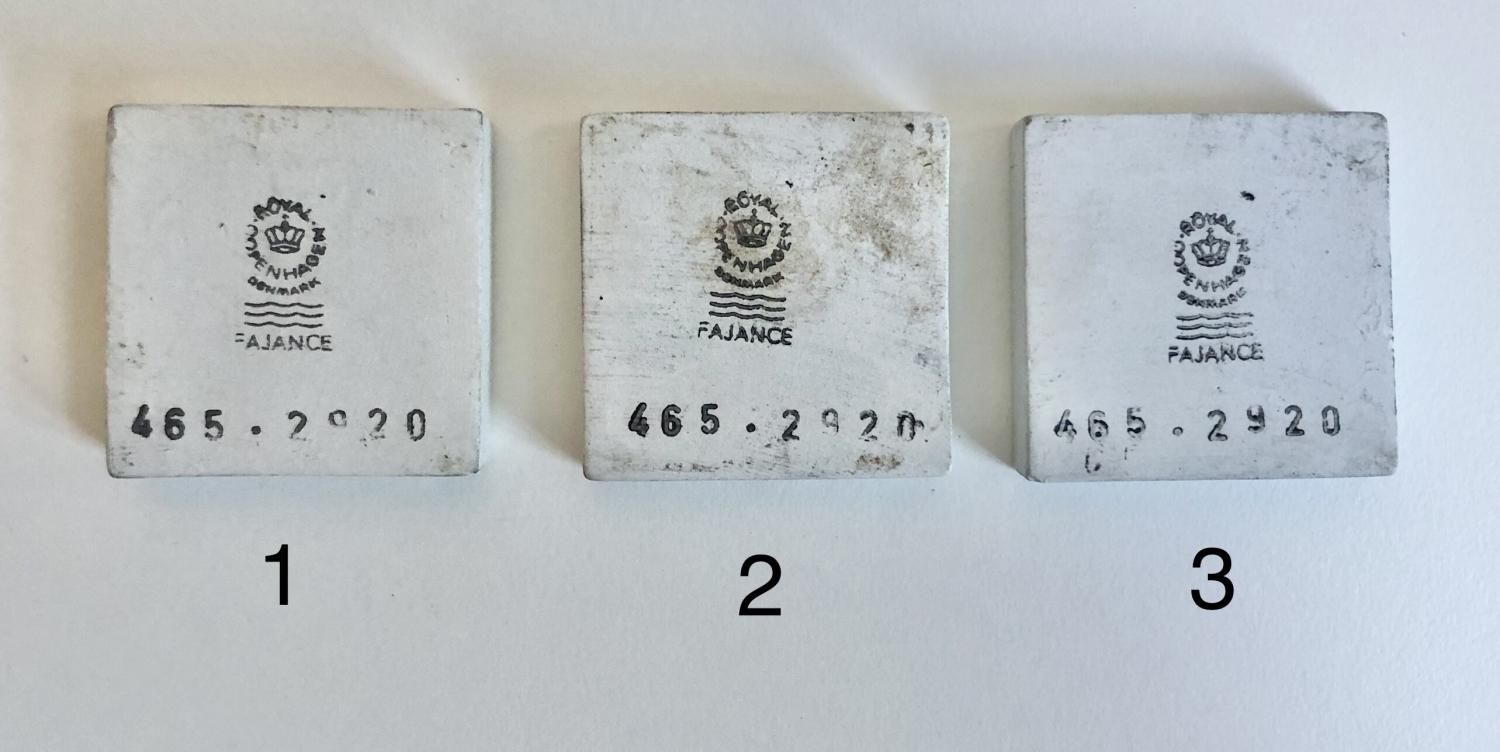 ROYAL COPENHAGEN
DENMARK
FAJANCE
465.2920
1
ROYAL COPENHAGEN
DENMARK
FAJANCE
465.2920
2
ROYAL COPENHAGEN
DENMARK
FAJANCE
465.2920
3